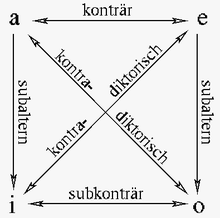 a konträr e
kontra- diktorisch
subaltern subaltern
kontra- diktorisch
i subkonträr o